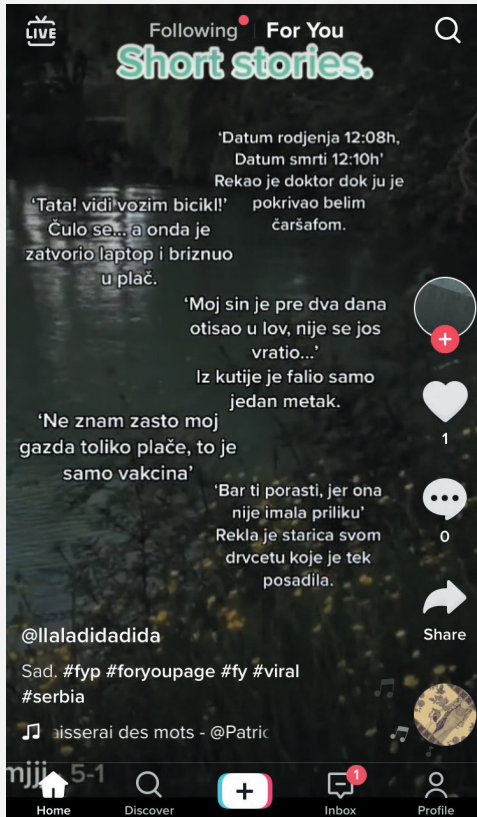 LIVE
Following
For You
Short stories.
'Datum rodjenja 12:08h,
Datum smrti 12:10h'
Rekao je doktor dok ju je
pokrivao belim
čaršafom.
'Tata! vidi vozim bicikl!'
Čulo se... a onda je
zatvorio laptop i briznuo
u plač.
'Moj sin je pre dva dana
otisao u lov, nije se jos
vratio...'
Iz kutije je falio samo
jedan metak.
'Ne znam zasto moj
gazda toliko plače, to je
samo vakcina'
'Bar ti porasti, jer ona
nije imala priliku'
Rekla je starica svom
drvcetu koje je tek
posadila.
1
0
Share
@llaladidadida
Sad. #fyp #foryoupage #fy #viral
#serbia
aisserai des mots - @Patric
mjjj 5-1
1
Home
Discover
Inbox
Profile